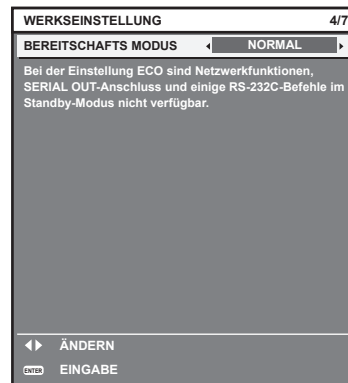 WERKSEINSTELLUNG 4/7
BEREITSCHAFTS MODUS NORMAL
Bei der Einstellung ECO sind Netzwerkfunktionen,
SERIAL OUT-Anschluss und einige RS-232C-Befehle im
Standby-Modus nicht verfügbar.
ÄNDERN
ENTER EINGABE